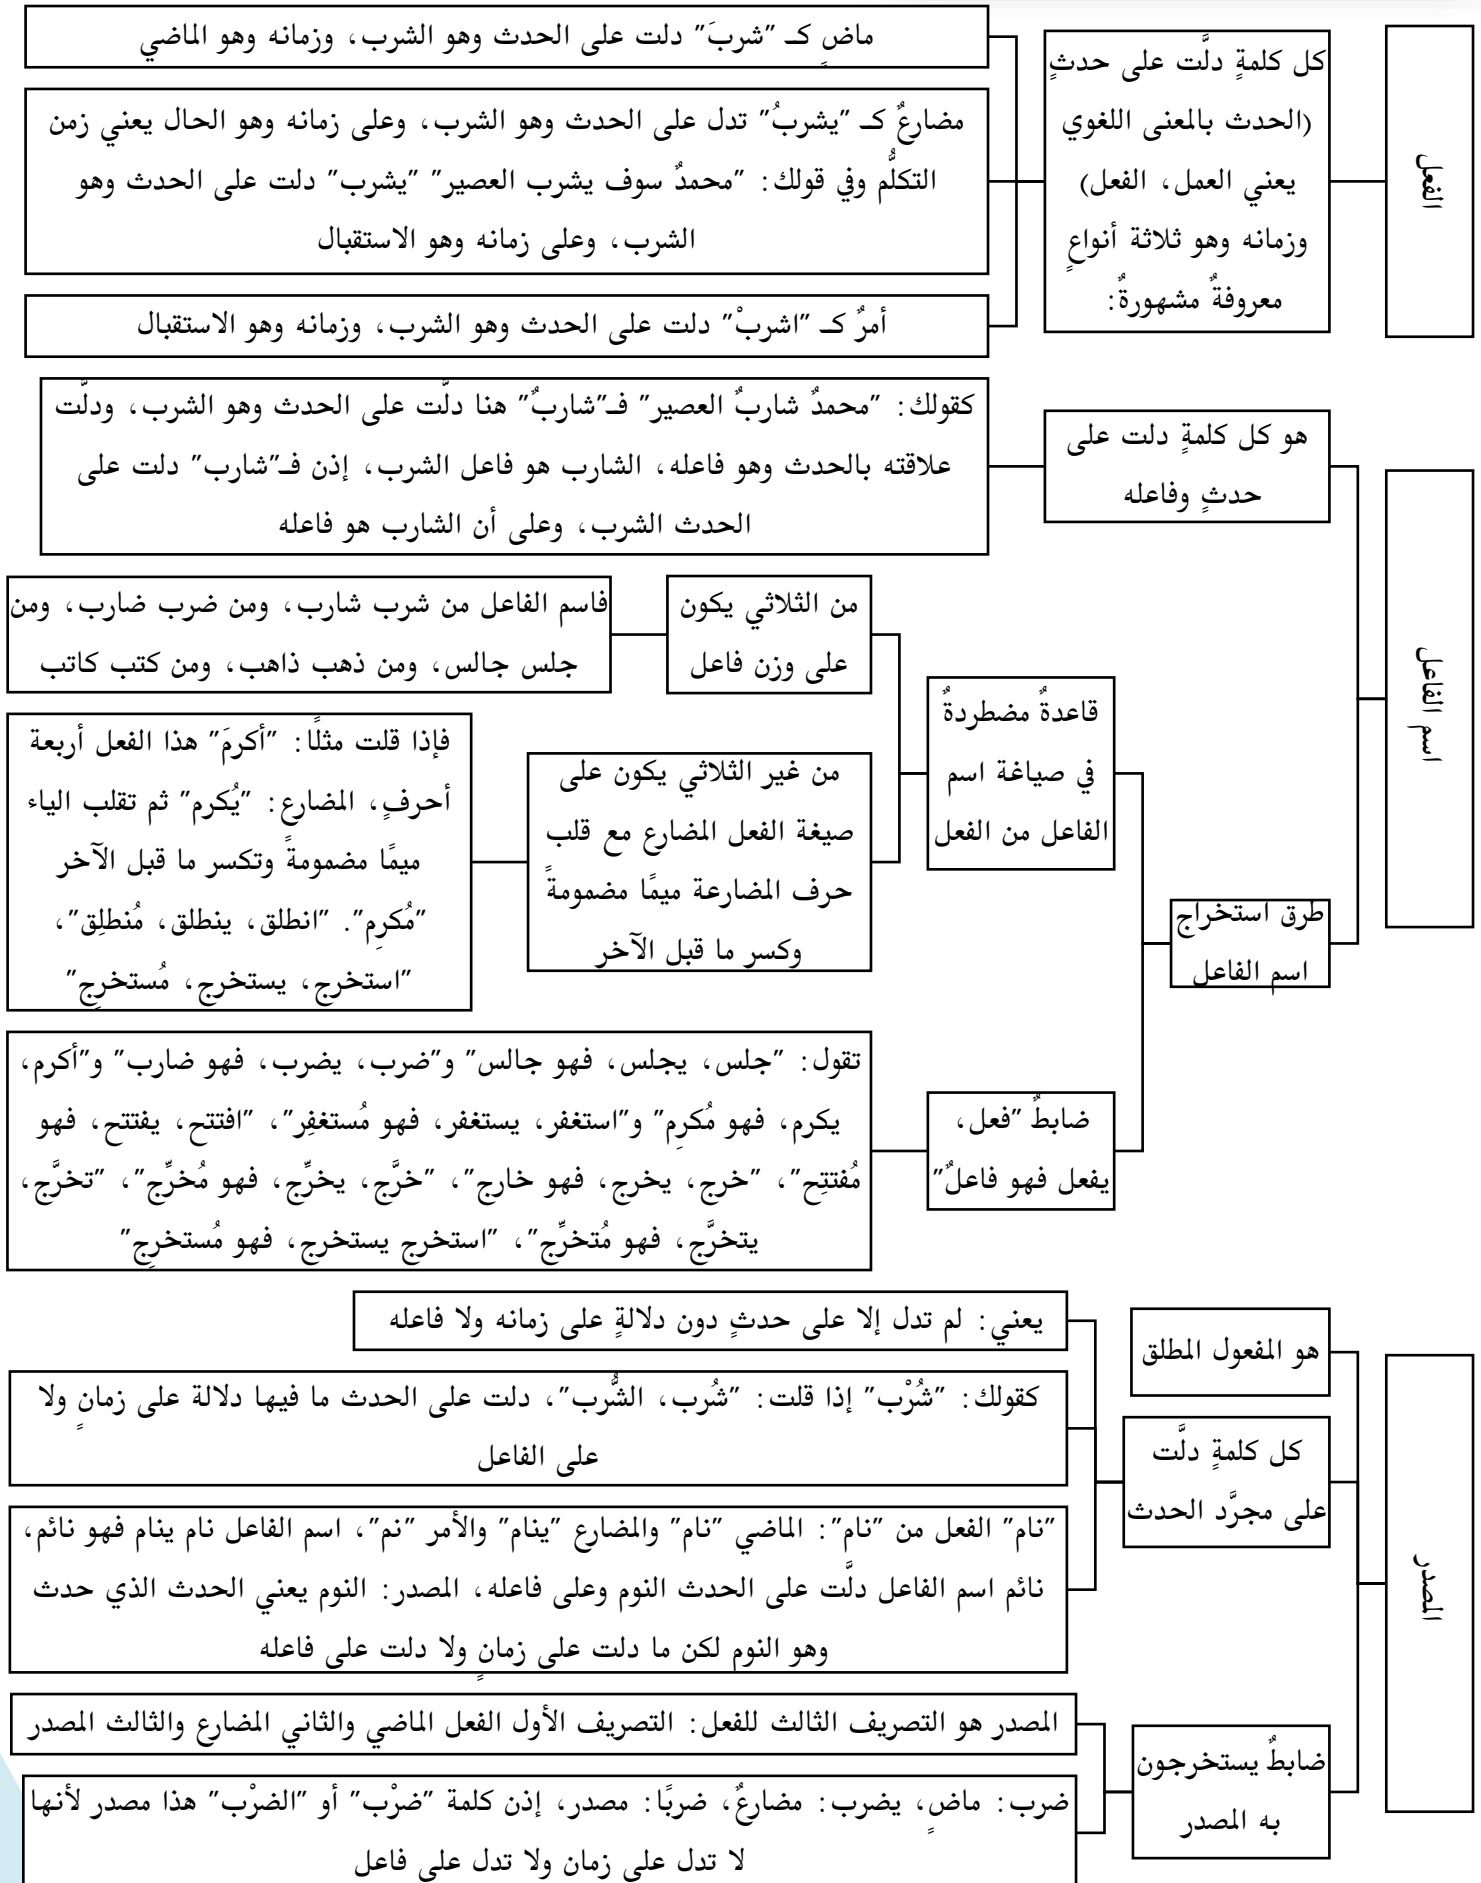 الفعل
كل كلمةٍ دلَّت على حدثٍ
(الحدث بالمعنى اللغوي
يعني العمل، الفعل)
وزمانه وهو ثلاثة أنواعٍ
معروفةٌ مشهورةٌ:
ماضٍ كـ "شربَ" دلت على الحدث وهو الشرب، وزمانه وهو الماضي
مضارعٌ كـ "يشربُ" تدل على الحدث وهو الشرب، وعلى زمانه وهو الحال يعني زمن
التكلُّم وفي قولك: "محمدٌ سوف يشرب العصير" "يشرب" دلت على الحدث وهو
الشرب، وعلى زمانه وهو الاستقبال
أمرٌ كـ "اشربْ" دلت على الحدث وهو الشرب، وزمانه وهو الاستقبال
اسم الفاعل
هو كل كلمةٍ دلت على
حدثٍ وفاعله
كقولك: "محمدٌ شاربٌ العصير" فـ"شاربٌ" هنا دلَّت على الحدث وهو الشرب، ودلَّت
علاقته بالحدث وهو فاعله، الشارب هو فاعل الشرب، إذن فـ"شارب" دلت على
الحدث الشرب، وعلى أن الشارب هو فاعله
طرق استخراج
اسم الفاعل
قاعدةٌ مضطردةٌ
في صياغة اسم
الفاعل من الفعل
من الثلاثي يكون
على وزن فاعل
فاسم الفاعل من شرب شارب، ومن ضرب ضارب، ومن
جلس جالس، ومن ذهب ذاهب، ومن كتب كاتب
من غير الثلاثي يكون على
صيغة الفعل المضارع مع قلب
حرف المضارعة ميمًا مضمومةً
وكسر ما قبل الآخر
فإذا قلت مثلًا: "أكرمَ" هذا الفعل أربعة
أحرفٍ، المضارع: "يُكرم" ثم تقلب الياء
ميمًا مضمومةً وتكسر ما قبل الآخر
"مُكرِم". "انطلق، ينطلق، مُنطلِق"،
"استخرج، يستخرج، مُستخرِج"
ضابطٌ "فعل،
يفعل فهو فاعلٌ"
تقول: "جلس، يجلس، فهو جالس" و"ضرب، يضرب، فهو ضارب" و"أكرم،
يكرم، فهو مُكرِم" و"استغفر، يستغفر، فهو مُستغفِر"، "افتتح، يفتتح، فهو
مُفتتِح"، "خرج، يخرج، فهو خارج"، "خرَّج، يخرِّج، فهو مُخرِّج"، "تخرَّج،
يتخرَّج، فهو مُتخرِّج"، "استخرج يستخرج، فهو مُستخرِج"
المصدر
هو المفعول المطلق
كل كلمةٍ دلَّت
على مجرَّد الحدث
يعني: لم تدل إلا على حدثٍ دون دلالةٍ على زمانه ولا فاعله
كقولك: "شُرْب" إذا قلت: "شُرب، الشُّرب"، دلت على الحدث ما فيها دلالة على زمانٍ ولا
على الفاعل
"نام" الفعل من "نام": الماضي "نام" والمضارع "ينام" والأمر "نم"، اسم الفاعل نام ينام فهو نائم،
نائم اسم الفاعل دلَّت على الحدث النوم وعلى فاعله، المصدر: النوم يعني الحدث الذي حدث
وهو النوم لكن ما دلت على زمانٍ ولا دلت على فاعله
ضابطٌ يستخرجون
به المصدر
المصدر هو التصريف الثالث للفعل: التصريف الأول الفعل الماضي والثاني المضارع والثالث المصدر
ضرب: ماضٍ، يضرب: مضارعٌ، ضربًا: مصدر، إذن كلمة "ضرْب" أو "الضرْب" هذا مصدر لأنها
لا تدل على زمان ولا تدل على فاعل